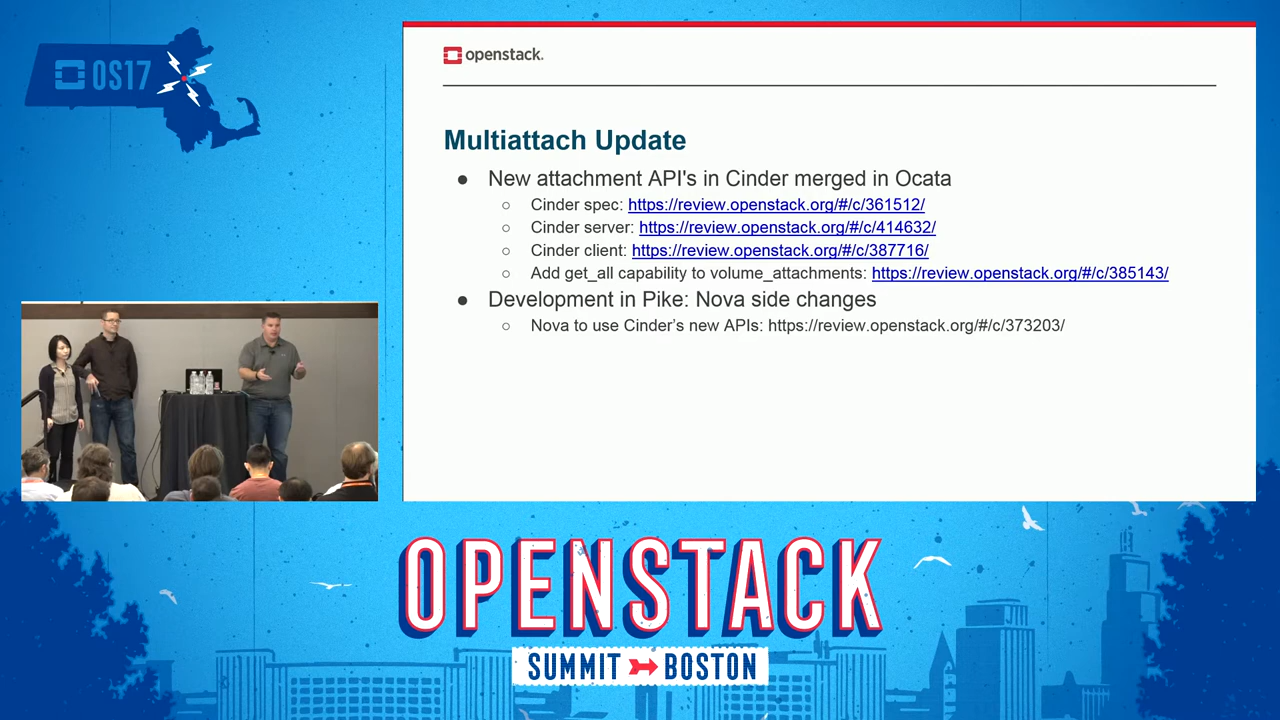 OS17
openstack.
Multiattach Update
● New attachment API's in Cinder merged in Ocata
○ Cinder spec: https://review.openstack.org/#/c/361512/
○ Cinder server: https://review.openstack.org/#/c/414632/
○ Cinder client: https://review.openstack.org/#/c/387716/
○ Add get_all capability to volume_attachments: https://review.openstack.org/#/c/385143/
● Development in Pike: Nova side changes
○ Nova to use Cinder’s new APIs: https://review.openstack.org/#/c/373203/
OPENSTACK
SUMMIT BOSTON